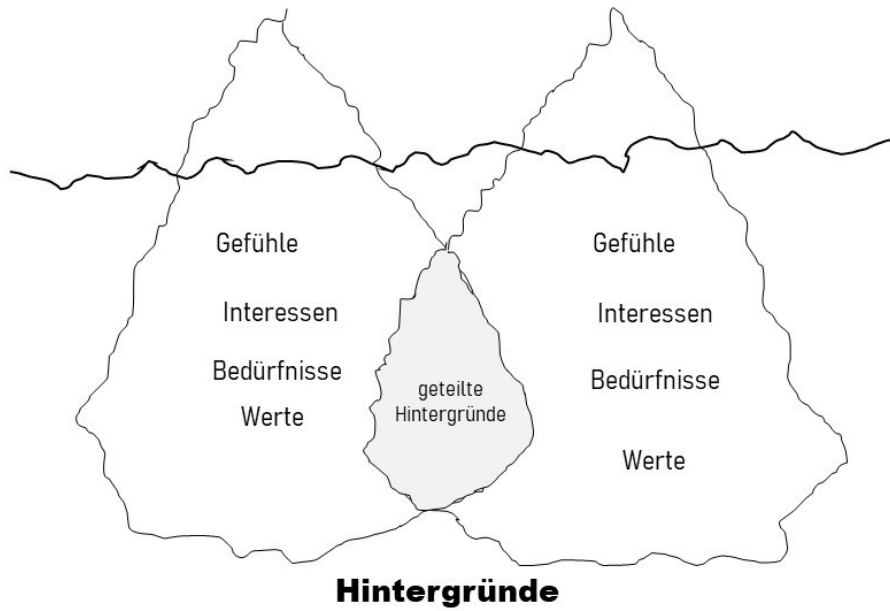 Gefühle
Interessen
Bedürfnisse
Werte
geteilte
Hintergründe
Gefühle
Interessen
Bedürfnisse
Werte
Hintergründe